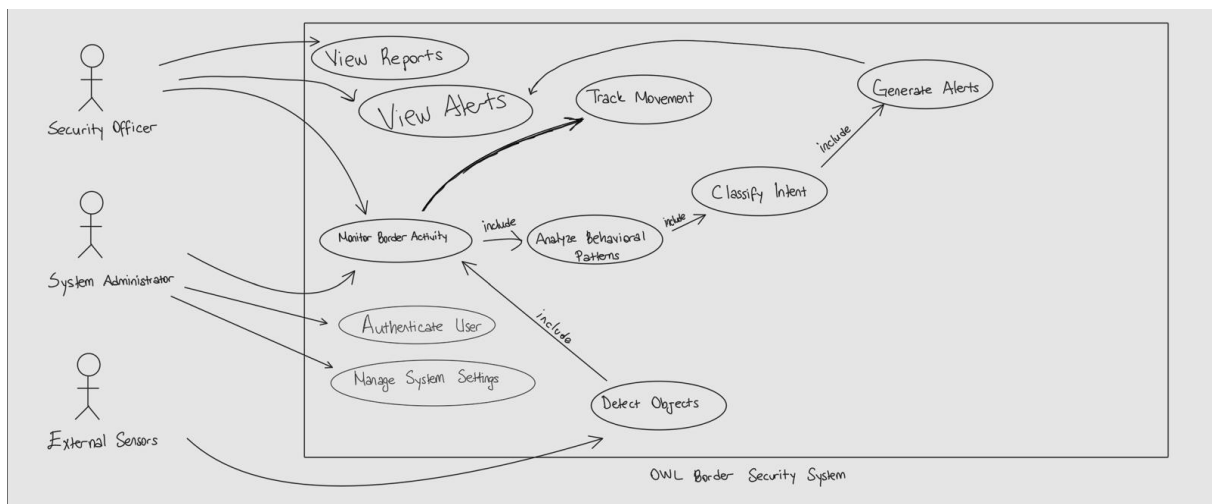 View Reports
Generate Alerts
Track Movement
View Alerts
Security Officer
include
Classify Intent
include
include
Monitor Border Activity
Analyze Behavioral
Patterns
System Administrator
include
Authenticate User
Manage System Settings
Detect Objects
External Sensors
OWL Border Security System